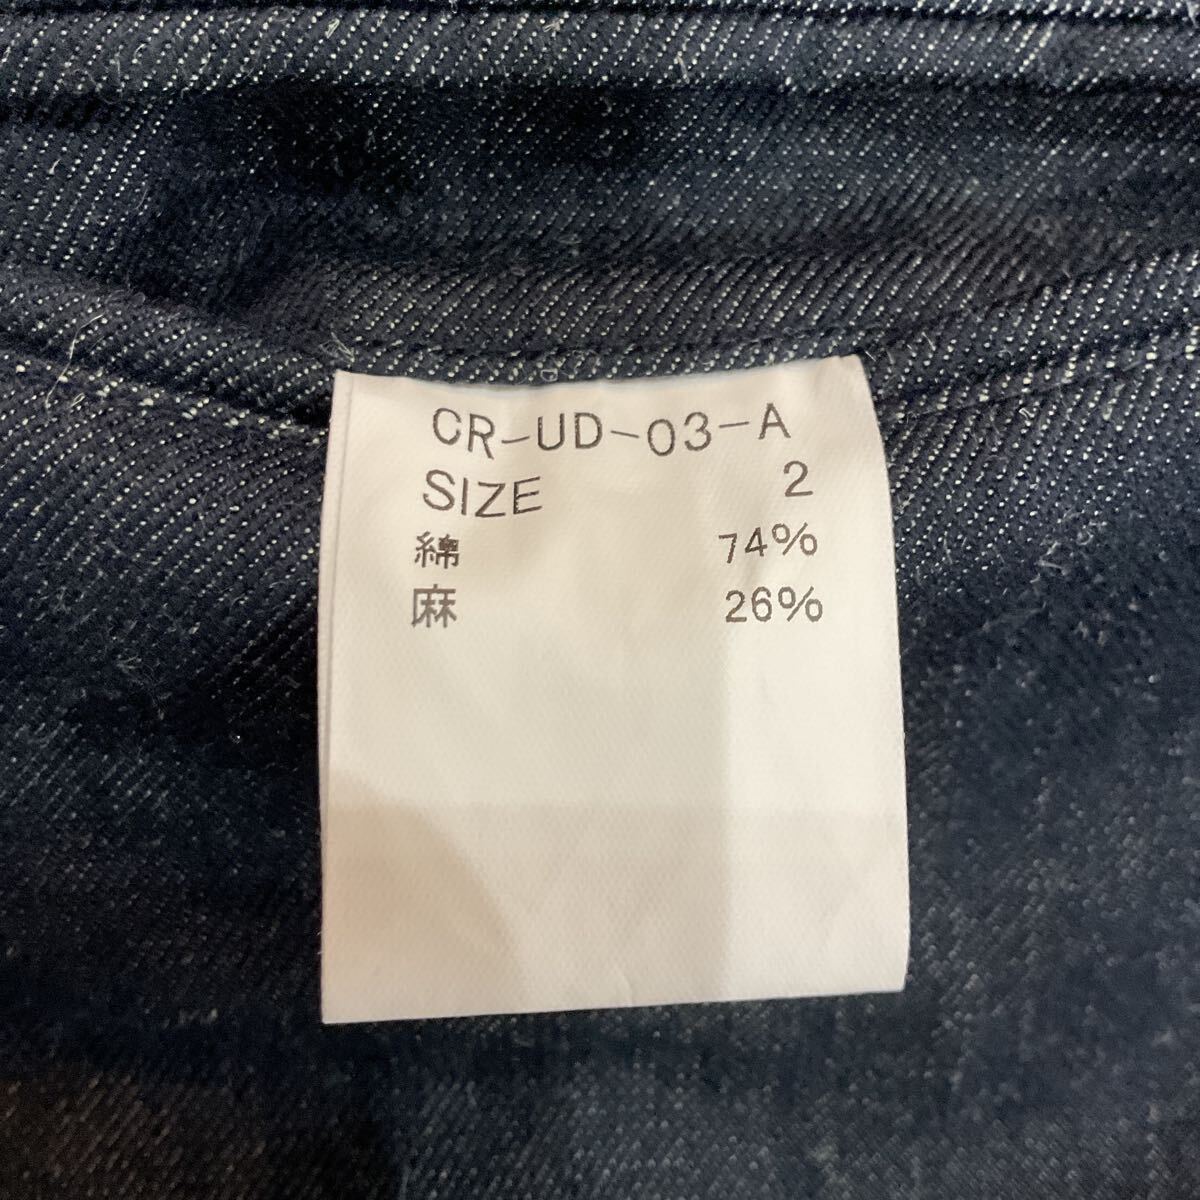 CR-UD-03-A
SIZE 2
綿 74%
麻 26%